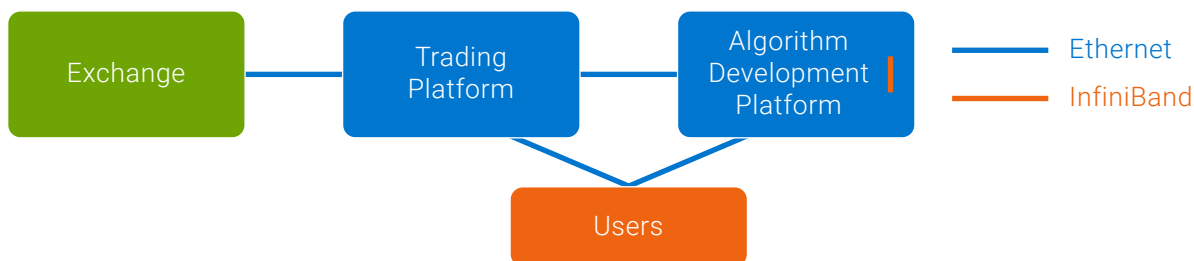 Exchange
Trading
Platform
Algorithm
Development
Platform
Ethernet
InfiniBand
Users